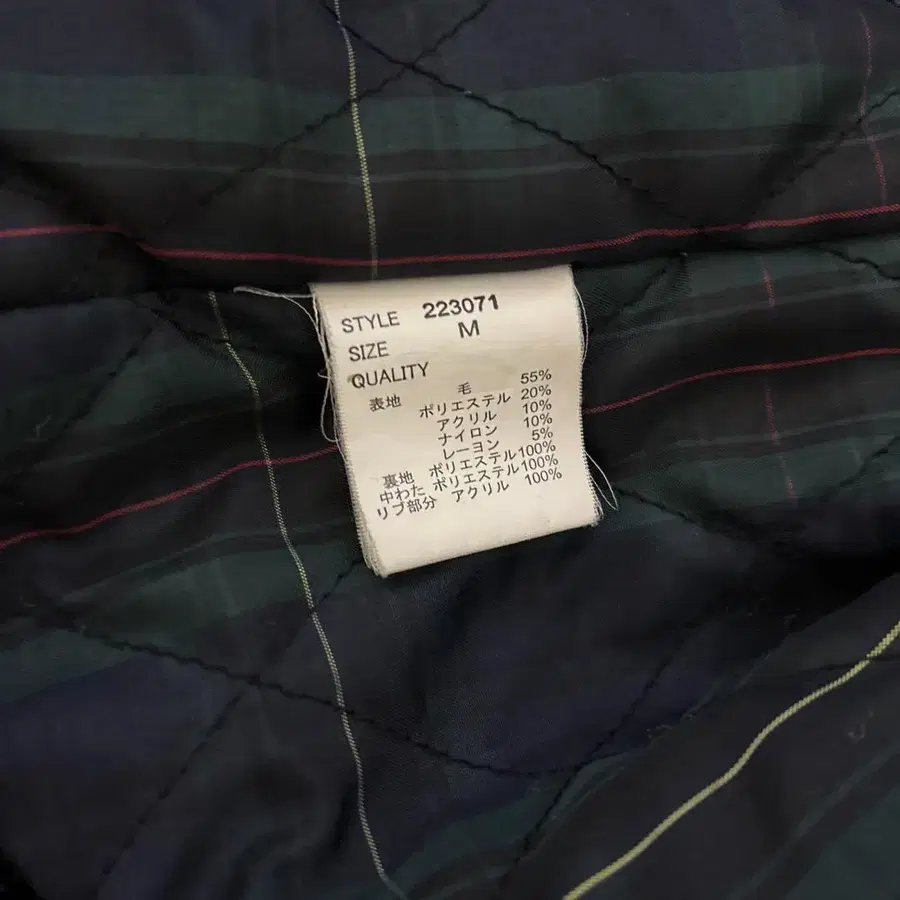 STYLE 223071
SIZE M
QUALITY
表地 毛 55%
ポリエステル 20%
アクリル 10%
ナイロン 10%
レーヨン 5%
裏地 ポリエステル 100%
中わた ポリエステル 100%
リブ部分 アクリル 100%